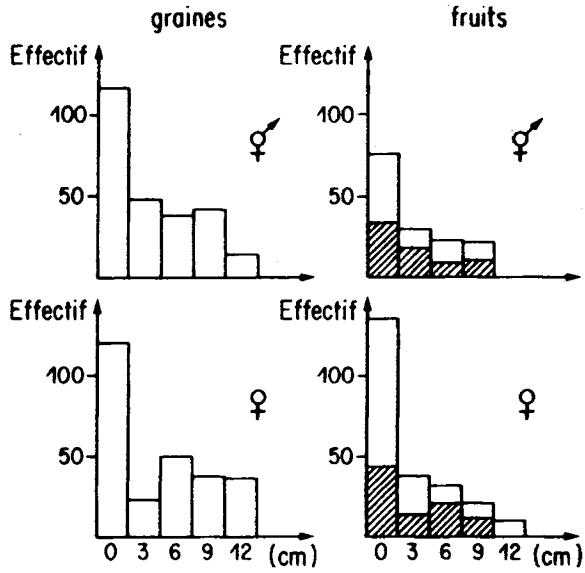 graines fruits
Effectif Effectif
100 100
50 50
Effectif Effectif
100 100
50 50
0 3 6 9 12 (cm) 0 3 6 9 12 (cm)